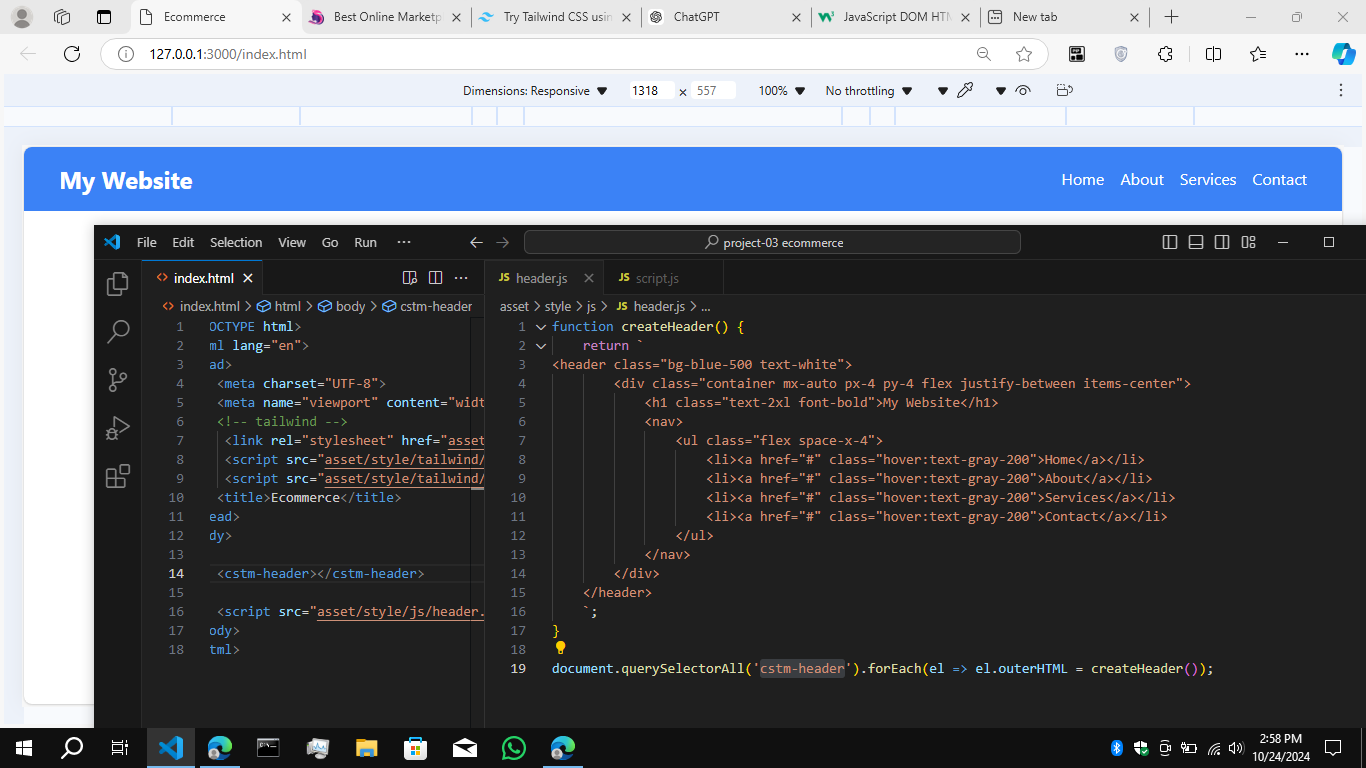 Ecommerce
Best Online Marketp
Try Tailwind CSS usin
ChatGPT
JavaScript DOM HTM
New tab
127.0.0.1:3000/index.html
Dimensions: Responsive
1318 × 557
100%
No throttling
My Website
Home About Services Contact
File Edit Selection View Go Run ···
project-03 ecommerce
index.html
index.html > html > body > cstm-header
1 OCTYPE html>
2 ml lang="en">
3 ad>
4 <meta charset="UTF-8">
5 <meta name="viewport" content="widt
6 <!-- tailwind -->
7 <link rel="stylesheet" href="asset
8 <script src="asset/style/tailwind/
9 <script src="asset/style/tailwind/
10 <title>Ecommerce</title>
11 ead>
12 dy>
13
14 <cstm-header></cstm-header>
15
16 <script src="asset/style/js/header.
17 ody>
18 tml>
JS header.js
JS script.js
asset > style > js > JS header.js > ...
1 function createHeader() {
2 return `
3 <header class="bg-blue-500 text-white">
4 <div class="container mx-auto px-4 py-4 flex justify-between items-center">
5 <h1 class="text-2xl font-bold">My Website</h1>
6 <nav>
7 <ul class="flex space-x-4">
8 <li><a href="#" class="hover:text-gray-200">Home</a></li>
9 <li><a href="#" class="hover:text-gray-200">About</a></li>
10 <li><a href="#" class="hover:text-gray-200">Services</a></li>
11 <li><a href="#" class="hover:text-gray-200">Contact</a></li>
12 </ul>
13 </nav>
14 </div>
15 </header>
16 `;
17 }
18
19 document.querySelectorAll('cstm-header').forEach(el => el.outerHTML = createHeader());
2:58 PM
10/24/2024